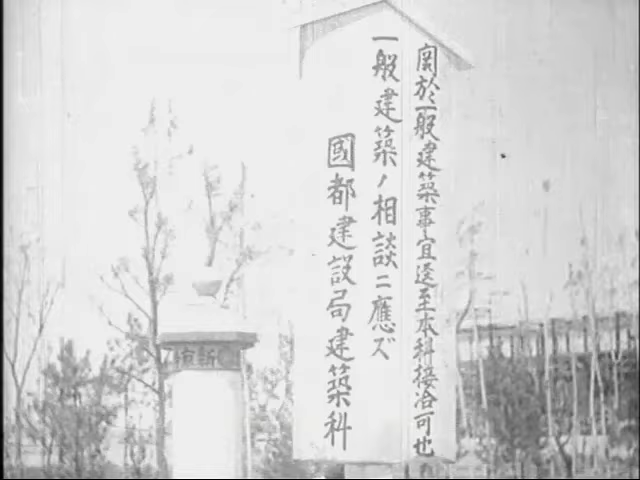 関於一般建築事宜逕至本科接洽可也
一般建築ノ相談ニ應ズ
國都建設局建築科